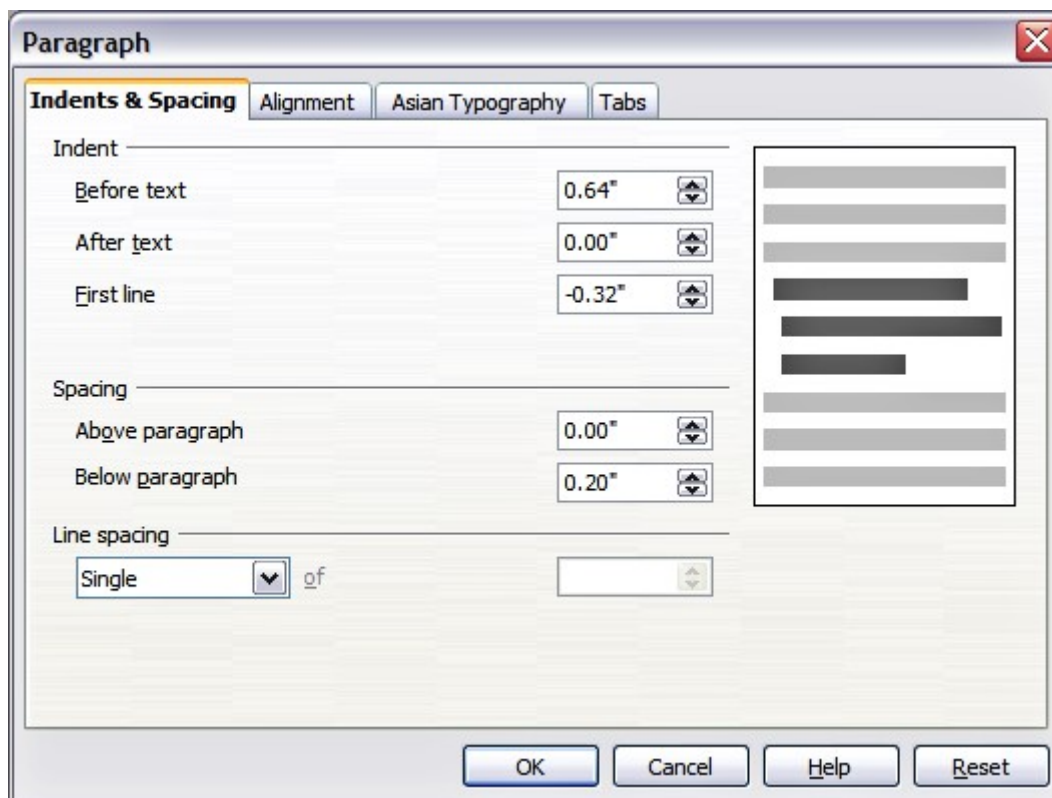 Paragraph
Indents & Spacing Alignment Asian Typography Tabs
Indent
Before text 0.64"
After text 0.00"
First line -0.32"
Spacing
Above paragraph 0.00"
Below paragraph 0.20"
Line spacing
Single of
OK Cancel Help Reset